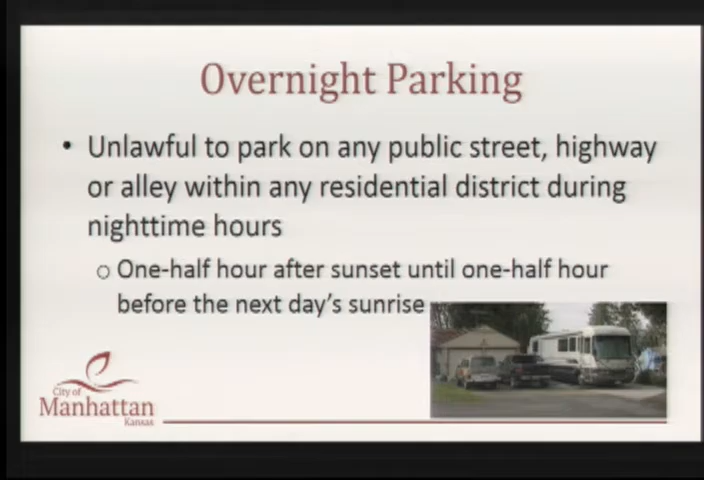 Overnight Parking
• Unlawful to park on any public street, highway
or alley within any residential district during
nighttime hours
○ One-half hour after sunset until one-half hour
before the next day's sunrise
City of
Manhattan
Kansas